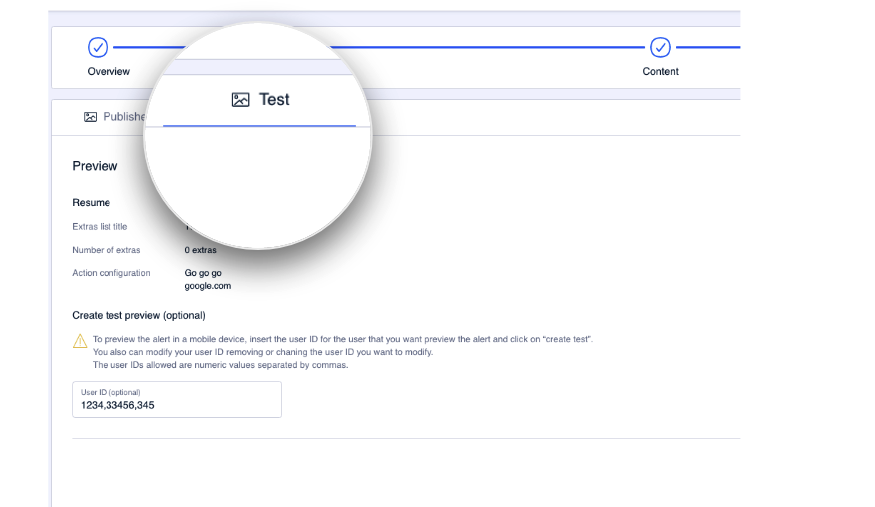 Overview
Content
Test
Preview
Resume
Extras list title
Number of extras
0 extras
Action configuration
Go go go
google.com
Create test preview (optional)
To preview the alert in a mobile device, insert the user ID for the user that you want preview the alert and click on “create test”.
You also can modify your user ID removing or chaning the user ID you want to modify.
The user IDs allowed are numeric values separated by commas.
User ID (optional)
1234,33456,345